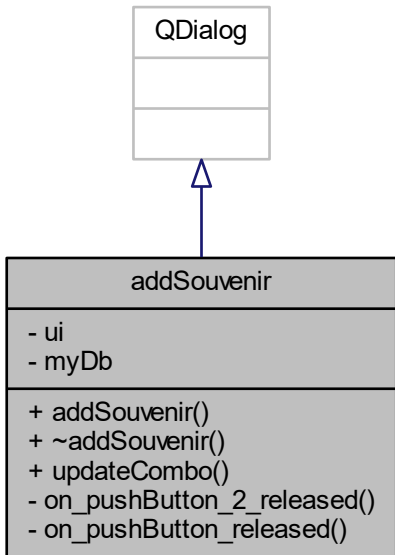 QDialog
addSouvenir
- ui
- myDb
+ addSouvenir()
+ ~addSouvenir()
+ updateCombo()
- on_pushButton_2_released()
- on_pushButton_released()